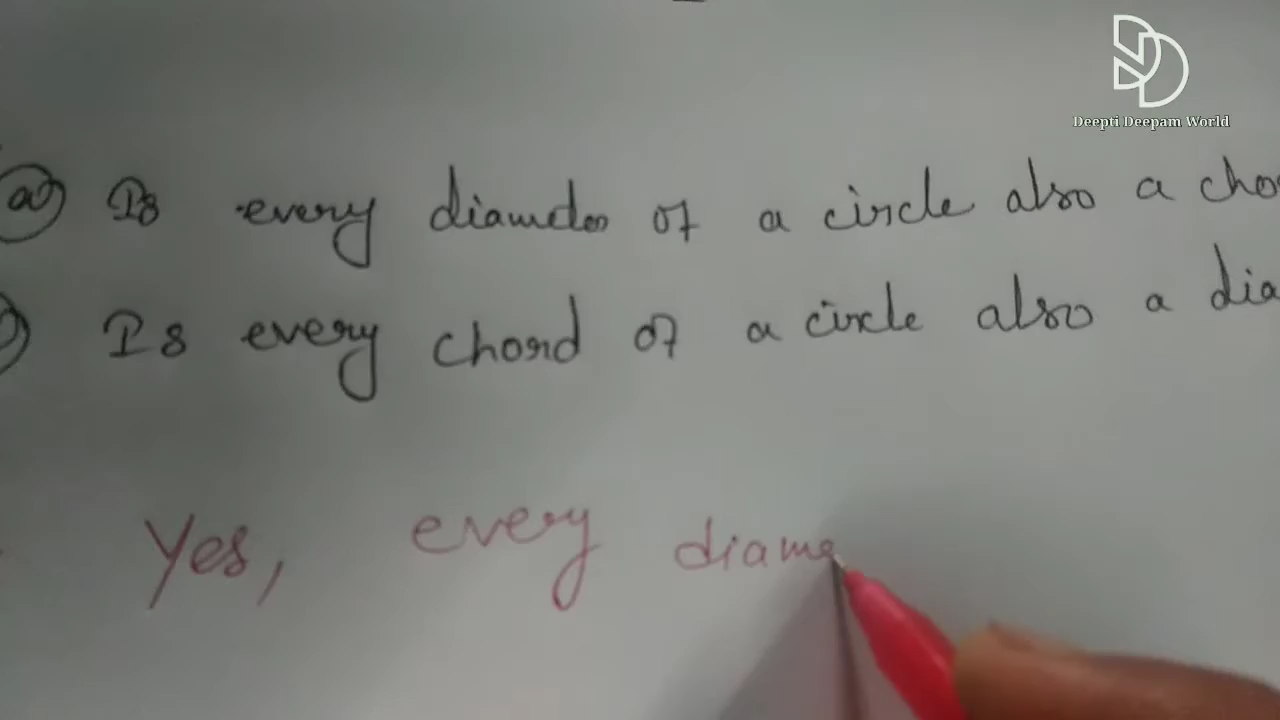 Deepti Deepam World
(a) Is every diameter of a circle also a cho
Is every chord of a circle also a dia
Yes, every diame